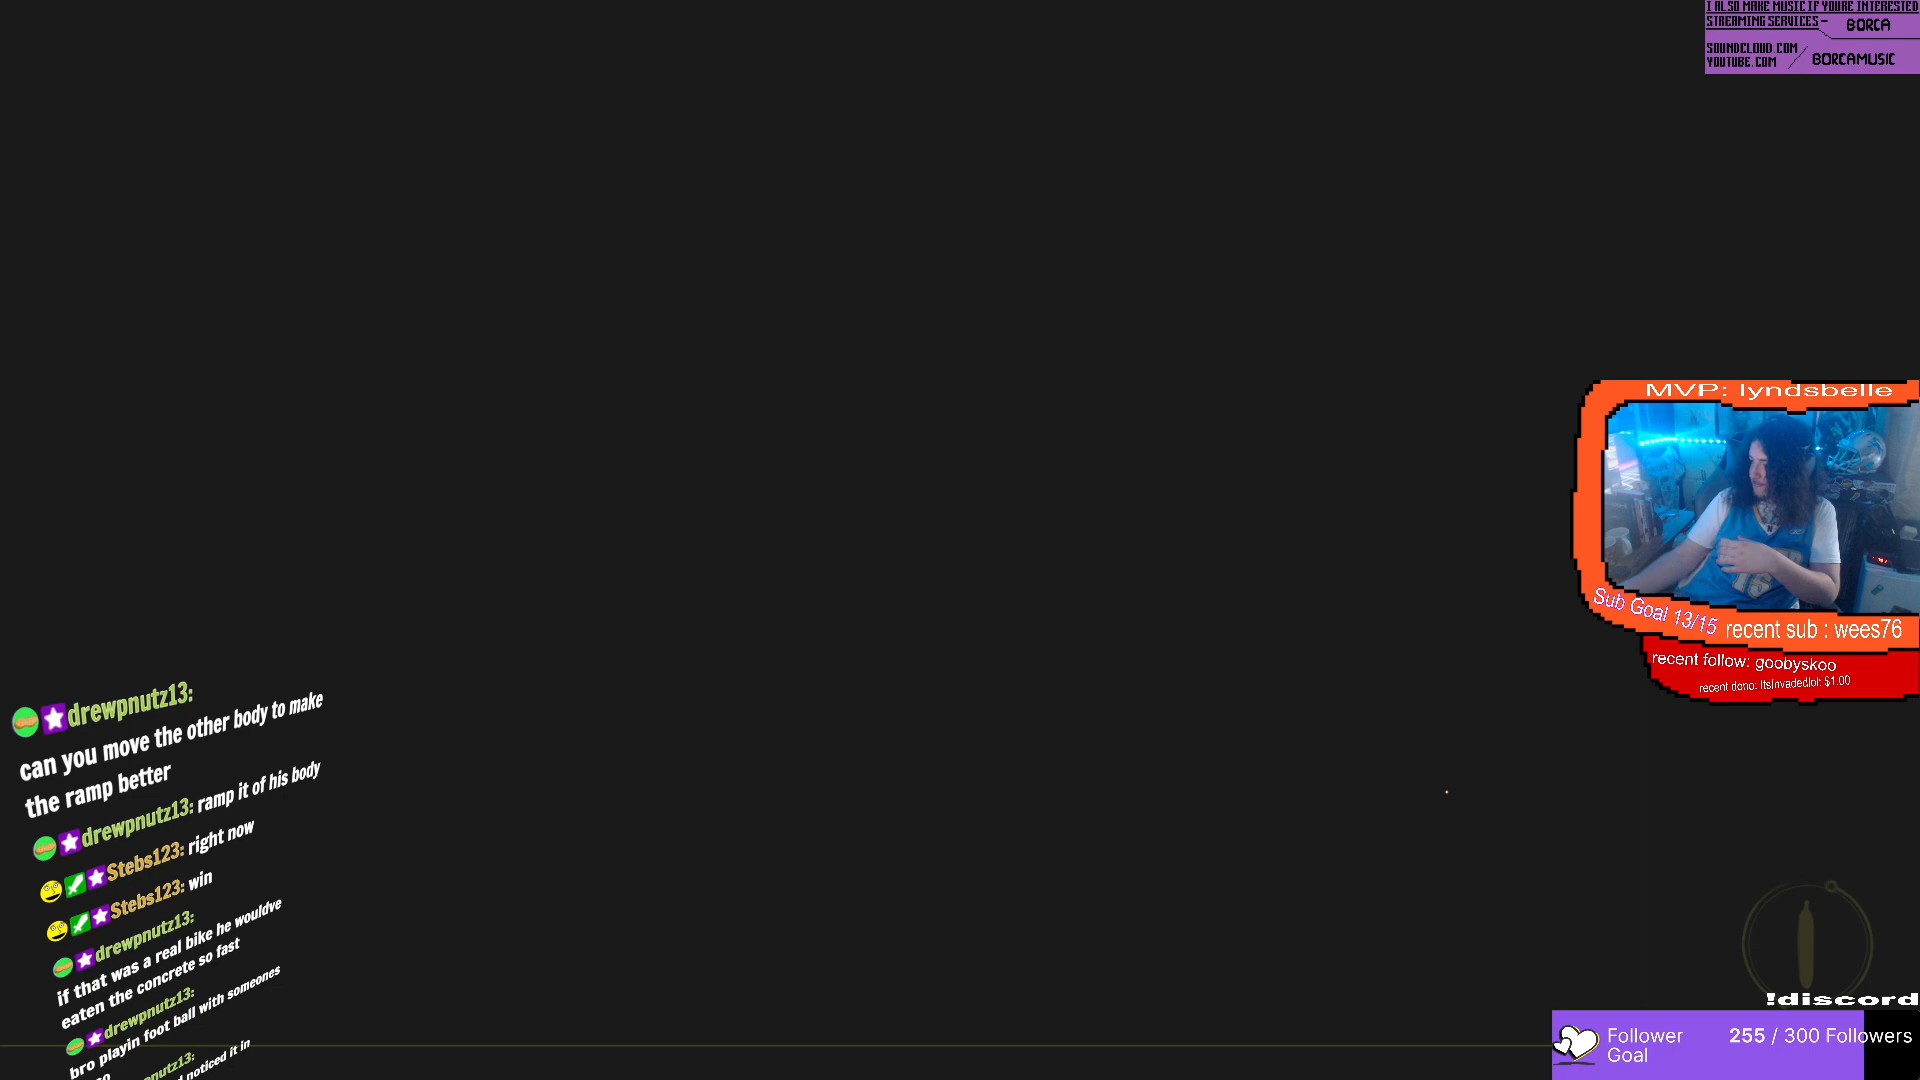 I ALSO MAKE MUSIC IF YOURE INTERESTED
STREAMING SERVICES - BORCA
SOUNDCLOUD.COM
YOUTUBE.COM / BORCAMUSIC
MVP: lyndsbelle
Sub Goal 13/15 recent sub : wees76
recent follow: goobyskoo
recent dono: ItsInvadedlol: $1.00
drewpnutz13:
can you move the other body to make
the ramp better
drewpnutz13: ramp it of his body
Stebs123: right now
Stebs123: win
drewpnutz13:
if that was a real bike he wouldve
eaten the concrete so fast
drewpnutz13:
bro playin foot ball with someones
noticed it in
!discord
Follower Goal
255 / 300 Followers